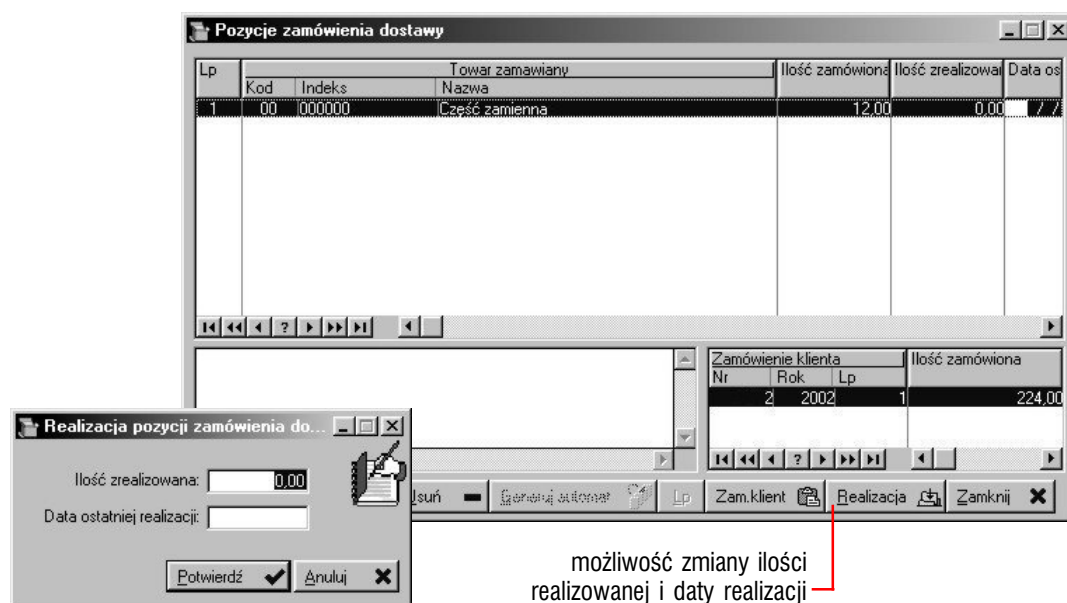 Pozycje zamówienia dostawy
Lp Towar zamawiany Ilość zamówiona Ilość zrealizowan Data os
Kod Indeks Nazwa
1 00 000000 Część zamienna 12,00 0,00 / /
Zamówienie klienta Ilość zamówiona
Nr Rok Lp
2 2002 1 224,00
Usuń Generuj automat Lp Zam.klient Realizacja Zamknij
Realizacja pozycji zamówienia do...
Ilość zrealizowana: 0,00
Data ostatniej realizacji:
Potwierdź Anuluj
możliwość zmiany ilości
realizowanej i daty realizacji